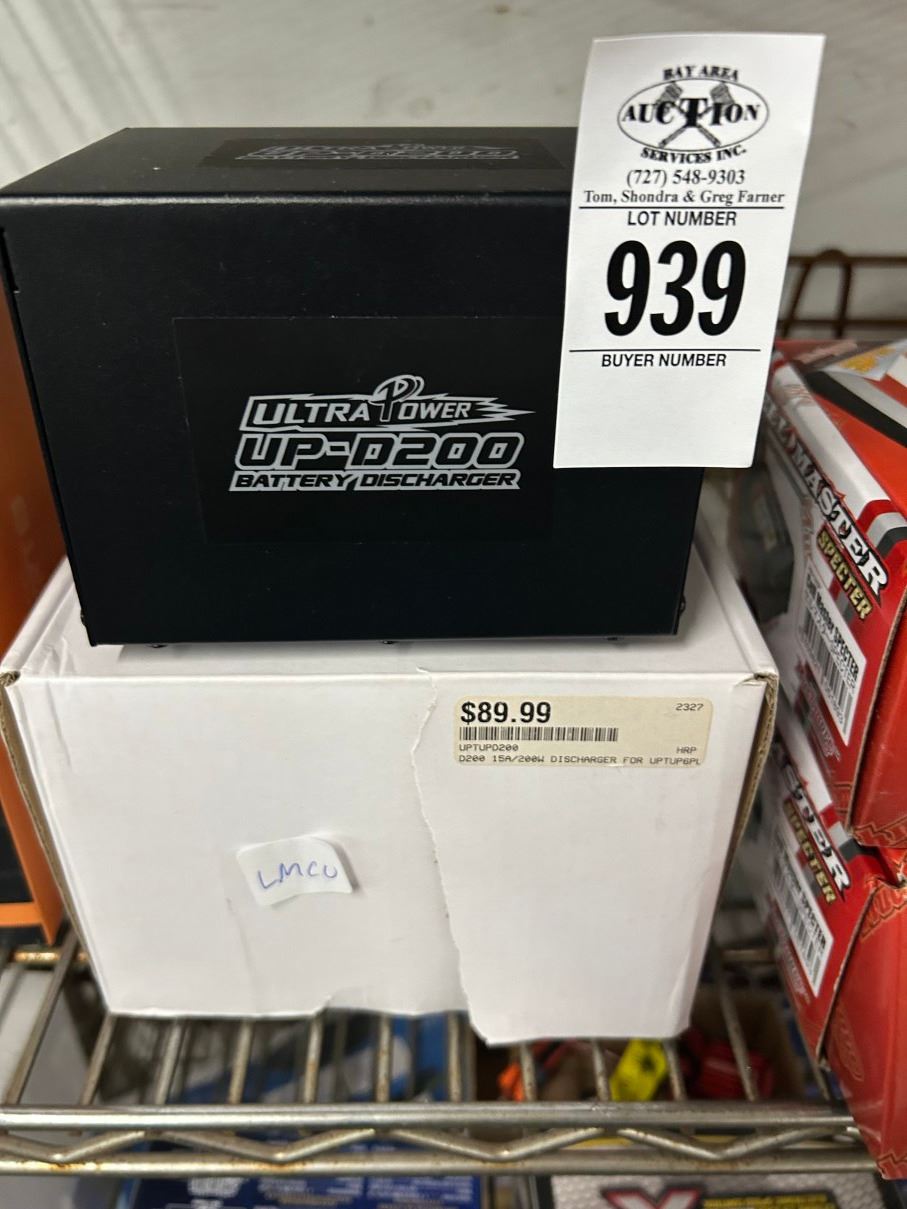 BAY AREA
AUCTION
SERVICES INC.
(727) 548-9303
Tom, Shondra & Greg Farner
LOT NUMBER
939
BUYER NUMBER
ULTRA POWER
UP-D200
BATTERY DISCHARGER
$89.99
2327
UPTUPD200
HRP
D200 15A/200W DISCHARGER FOR UPTUP6PL
LMCU
MASTER
SPECTER
SPECTER